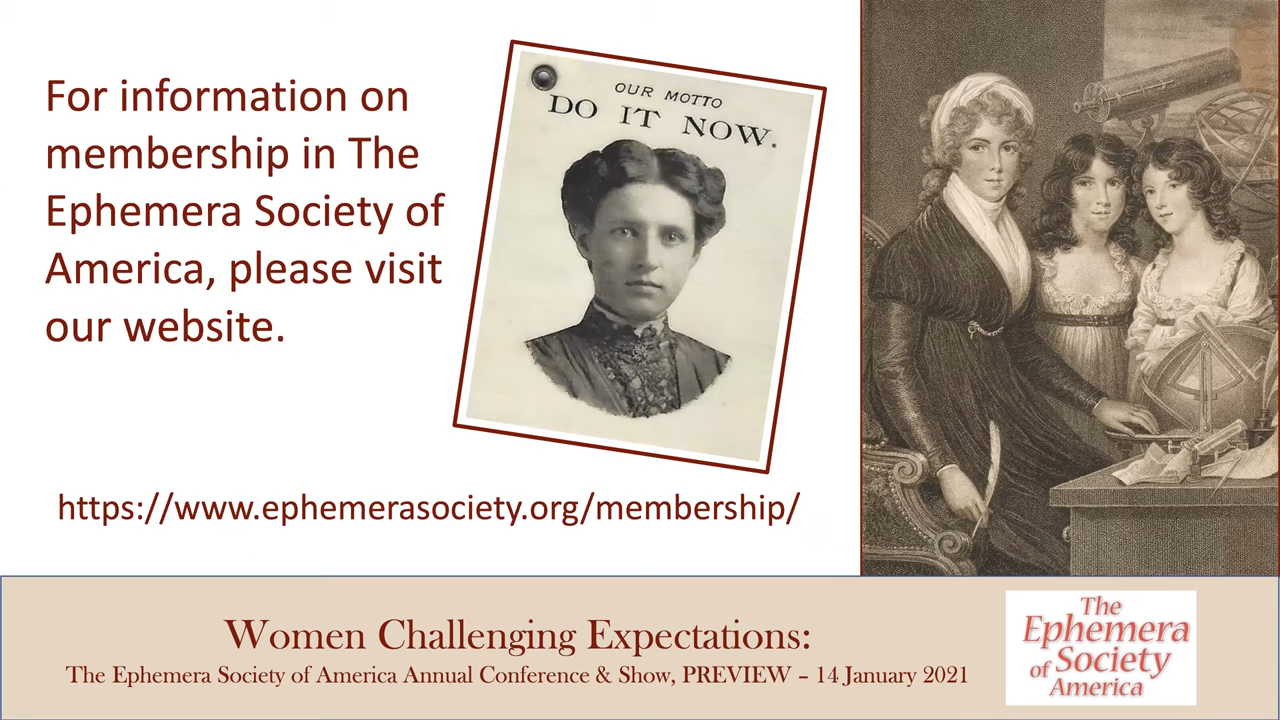 For information on
membership in The
Ephemera Society of
America, please visit
our website.
OUR MOTTO
DO IT NOW.
https://www.ephemerasociety.org/membership/
Women Challenging Expectations:
The Ephemera Society of America Annual Conference & Show, PREVIEW – 14 January 2021
The
Ephemera
of Society
America